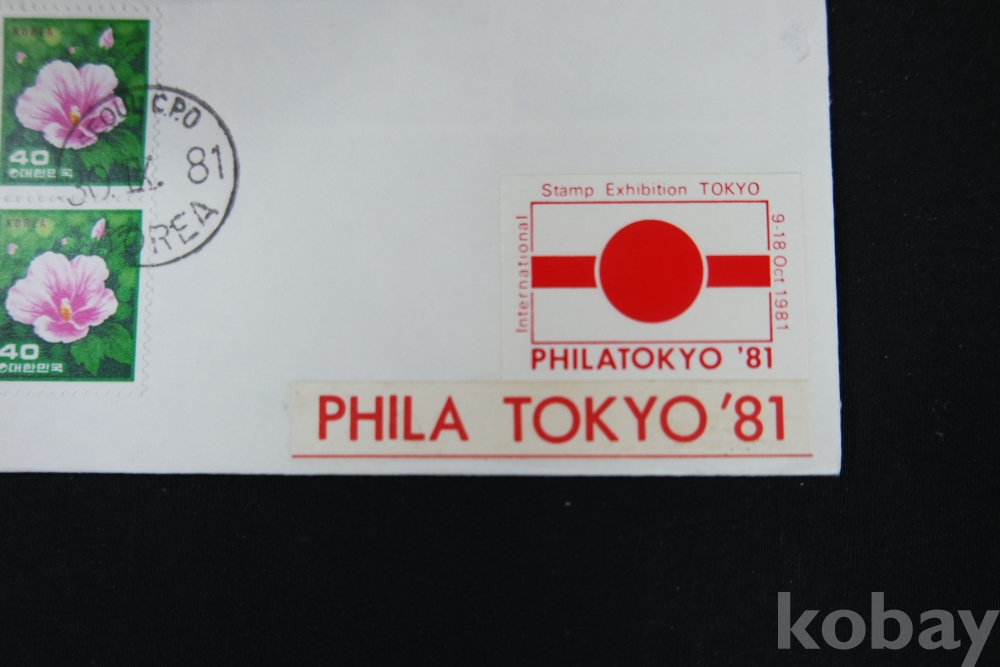 KOREA
40
대한민국
KOREA
40
대한민국
SEOUL C.P.O
30. IX. 81
KOREA
Stamp Exhibition TOKYO
International
9-18 Oct 1981
PHILATOKYO '81
PHILA TOKYO '81
kobay